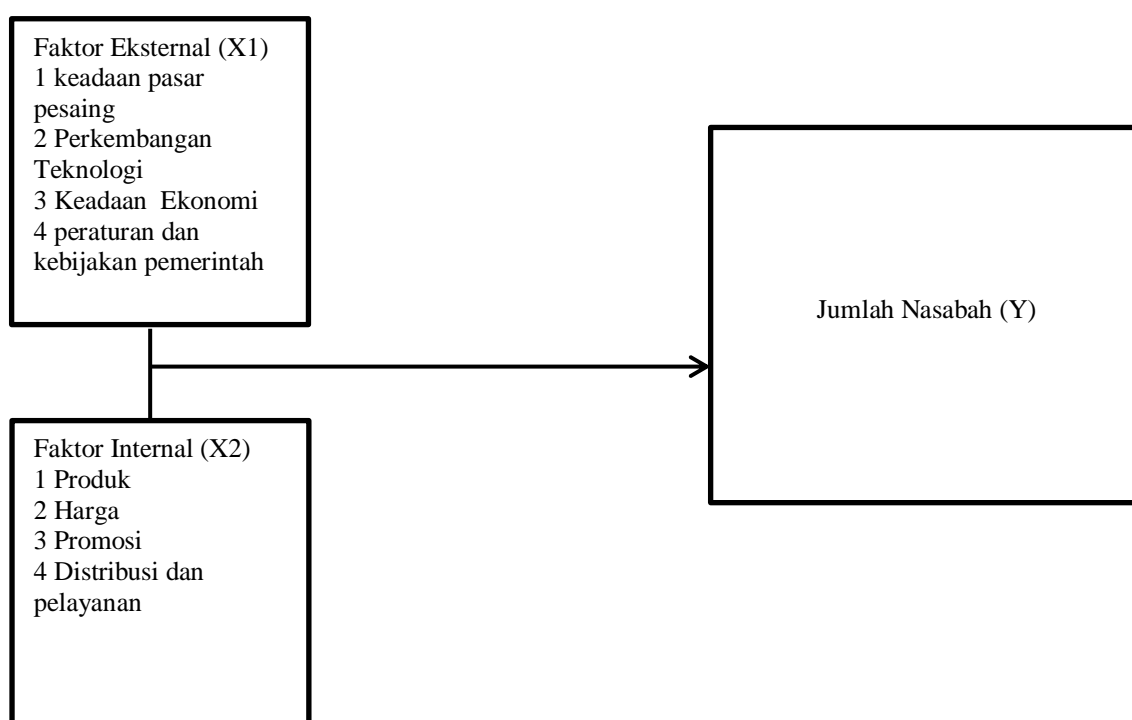 Faktor Eksternal (X1)
1 keadaan pasar
pesaing
2 Perkembangan
Teknologi
3 Keadaan  Ekonomi
4 peraturan dan
kebijakan pemerintah
Jumlah Nasabah (Y)
Faktor Internal (X2)
1 Produk
2 Harga
3 Promosi
4 Distribusi dan
pelayanan